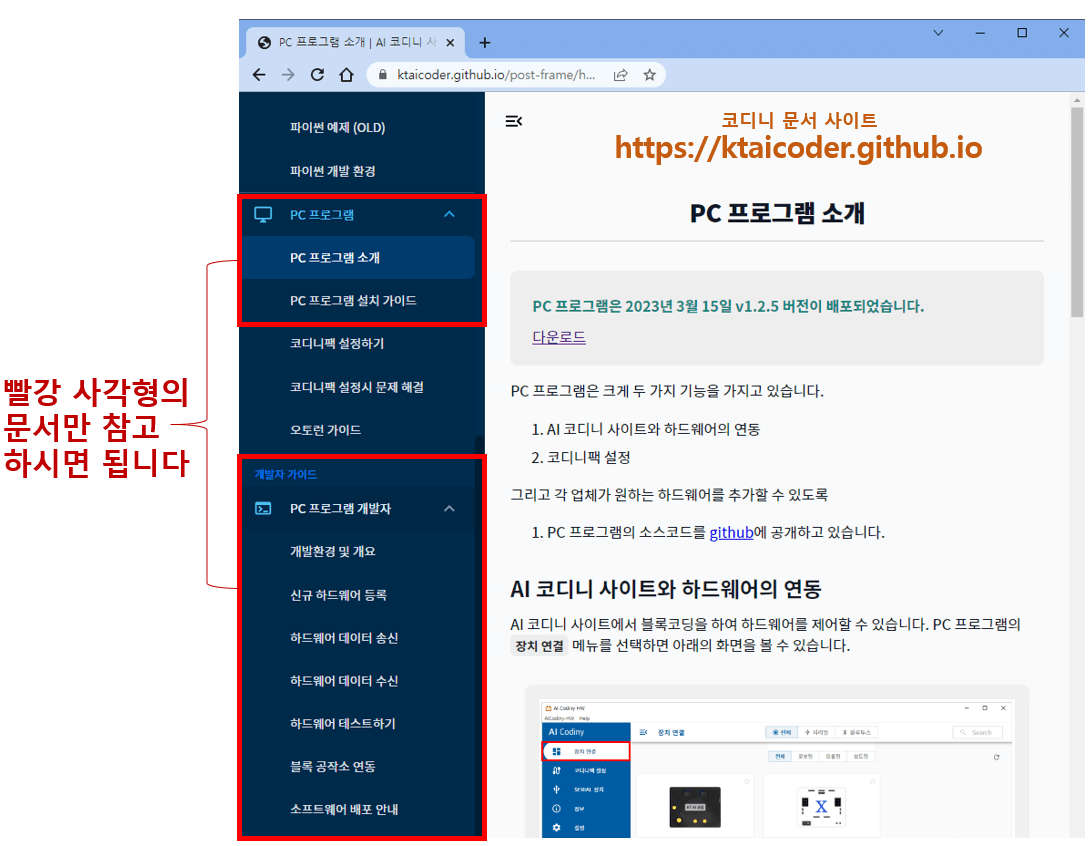 PC 프로그램 소개 | AI 코디니 사
ktaicoder.github.io/post-frame/h...
빨강 사각형의
문서만 참고
하시면 됩니다
파이썬 예제 (OLD)
파이썬 개발 환경
PC 프로그램
PC 프로그램 소개
PC 프로그램 설치 가이드
코디니팩 설정하기
코디니팩 설정시 문제 해결
오토런 가이드
개발자 가이드
PC 프로그램 개발자
개발환경 및 개요
신규 하드웨어 등록
하드웨어 데이터 송신
하드웨어 데이터 수신
하드웨어 테스트하기
블록 공작소 연동
소프트웨어 배포 안내
코디니 문서 사이트
https://ktaicoder.github.io
PC 프로그램 소개
PC 프로그램은 2023년 3월 15일 v1.2.5 버전이 배포되었습니다.
다운로드
PC 프로그램은 크게 두 가지 기능을 가지고 있습니다.
1. AI 코디니 사이트와 하드웨어의 연동
2. 코디니팩 설정
그리고 각 업체가 원하는 하드웨어를 추가할 수 있도록
1. PC 프로그램의 소스코드를 github에 공개하고 있습니다.
AI 코디니 사이트와 하드웨어의 연동
AI 코디니 사이트에서 블록코딩을 하여 하드웨어를 제어할 수 있습니다. PC 프로그램의
장치 연결 메뉴를 선택하면 아래의 화면을 볼 수 있습니다.
AI Codiny HW
AICodiny-HW Help
AI Codiny
장치 연결
전체 시리얼 블루투스
Search
장치 연결
코디니팩 설정
정보
설정
X